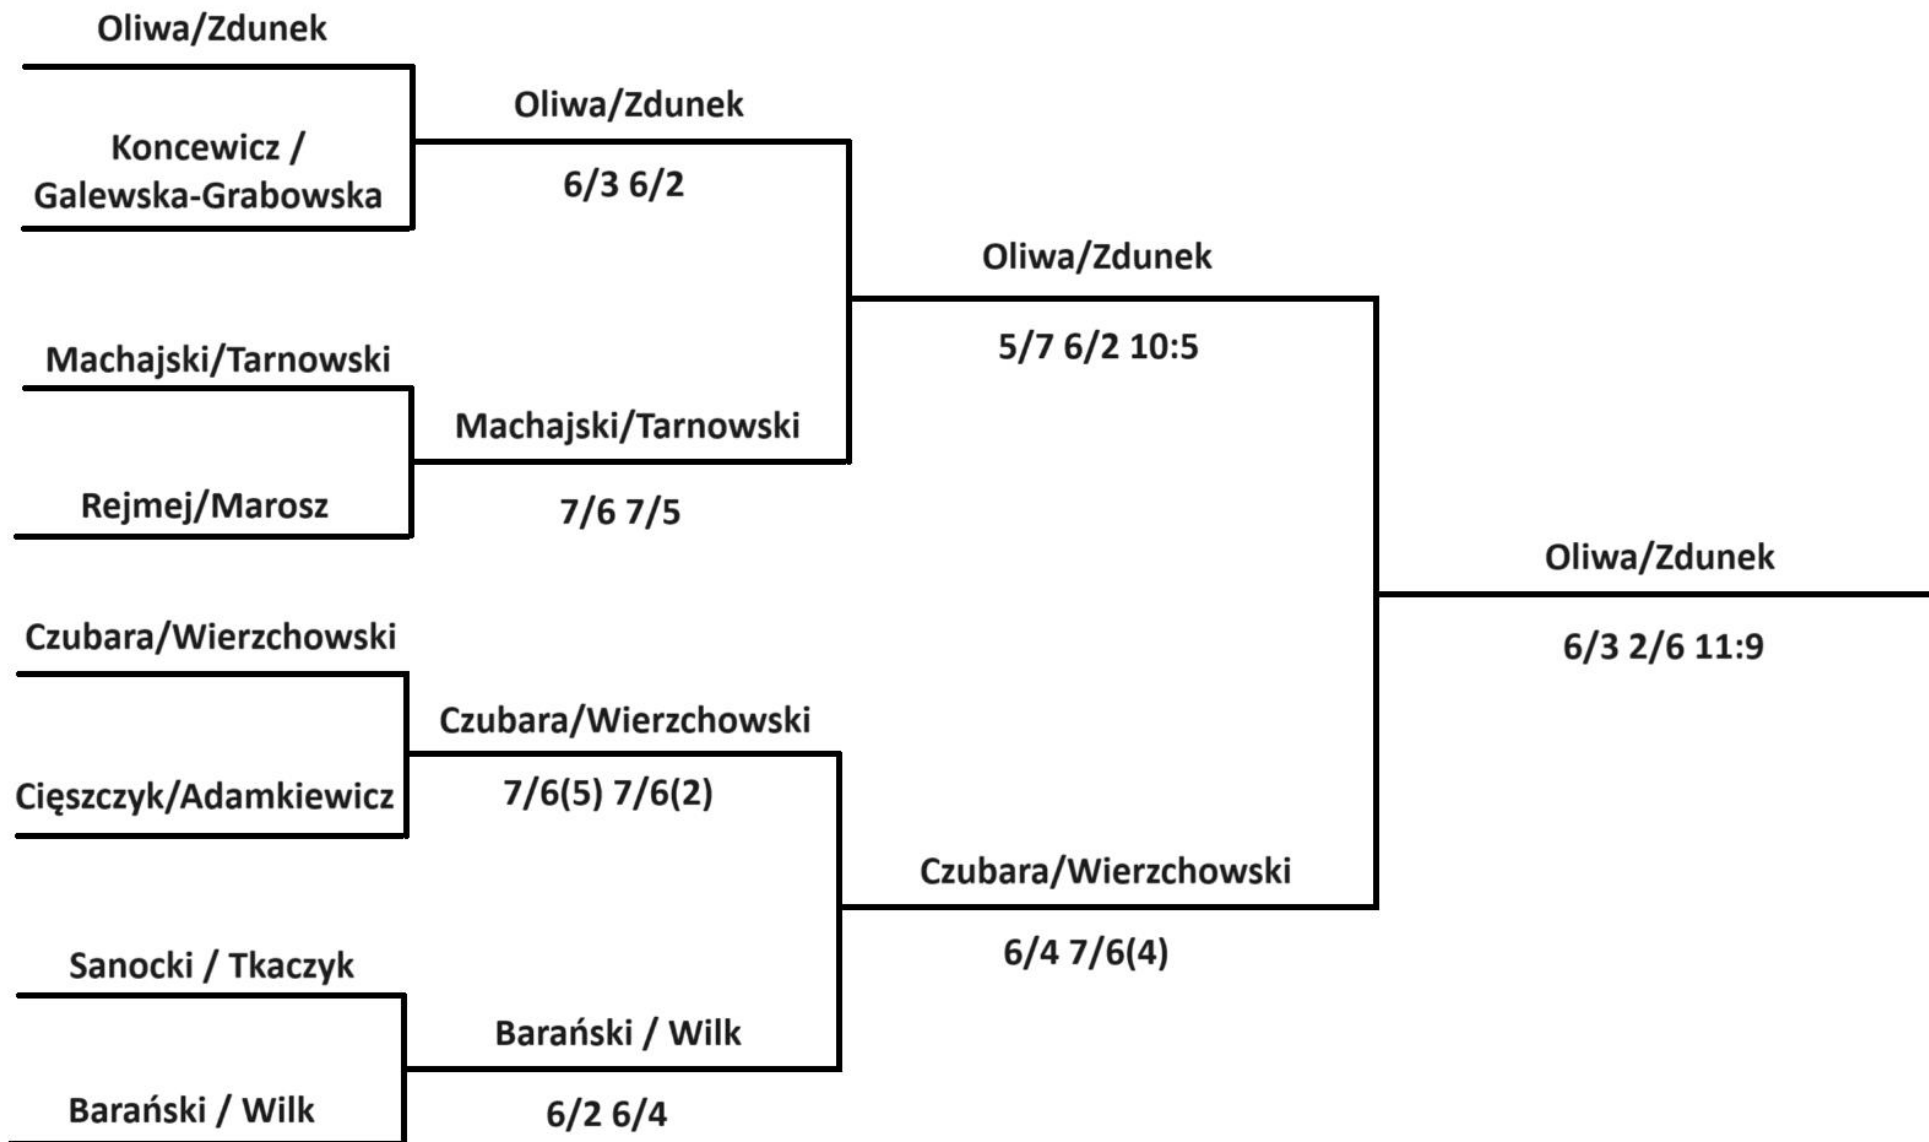 Oliwa/Zdunek
Koncewicz /
Galewska-Grabowska
Machajski/Tarnowski
Rejmej/Marosz
Czubara/Wierzchowski
Cięszczyk/Adamkiewicz
Sanocki / Tkaczyk
Barański / Wilk
Oliwa/Zdunek
6/3 6/2
Machajski/Tarnowski
7/6 7/5
Czubara/Wierzchowski
7/6(5) 7/6(2)
Barański / Wilk
6/2 6/4
Oliwa/Zdunek
5/7 6/2 10:5
Czubara/Wierzchowski
6/4 7/6(4)
Oliwa/Zdunek
6/3 2/6 11:9